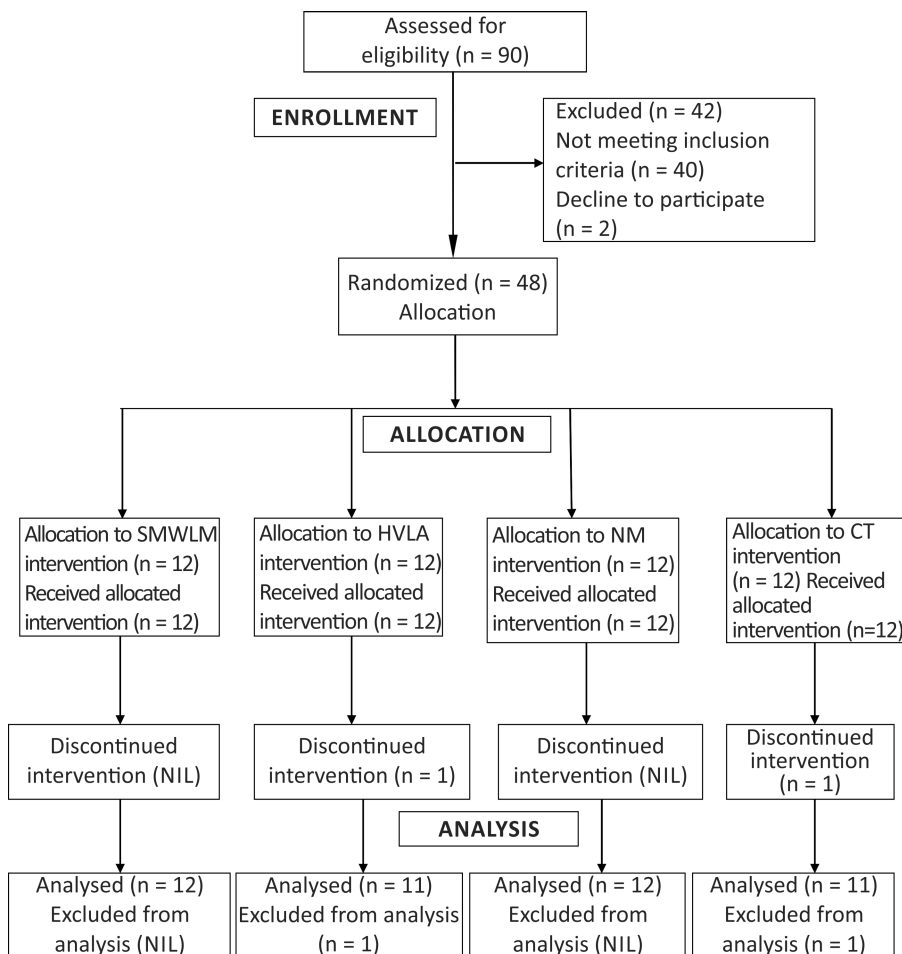 Assessed for
eligibility (n = 90)
ENROLLMENT
Excluded (n = 42)
Not meeting inclusion
criteria (n = 40)
Decline to participate
(n = 2)
Randomized (n = 48)
Allocation
ALLOCATION
Allocation to SMWLM
intervention (n = 12)
Received allocated
intervention (n = 12)
Allocation to HVLA
intervention (n = 12)
Received allocated
intervention (n = 12)
Allocation to NM
intervention (n = 12)
Received allocated
intervention (n = 12)
Allocation to CT
intervention
(n = 12) Received
allocated
intervention (n=12)
Discontinued
intervention (NIL)
Discontinued
intervention (n = 1)
Discontinued
intervention (NIL)
Discontinued
intervention
(n = 1)
ANALYSIS
Analysed (n = 12)
Excluded from
analysis (NIL)
Analysed (n = 11)
Excluded from analysis
(n = 1)
Analysed (n = 12)
Excluded from
analysis (NIL)
Analysed (n = 11)
Excluded from
analysis (n = 1)